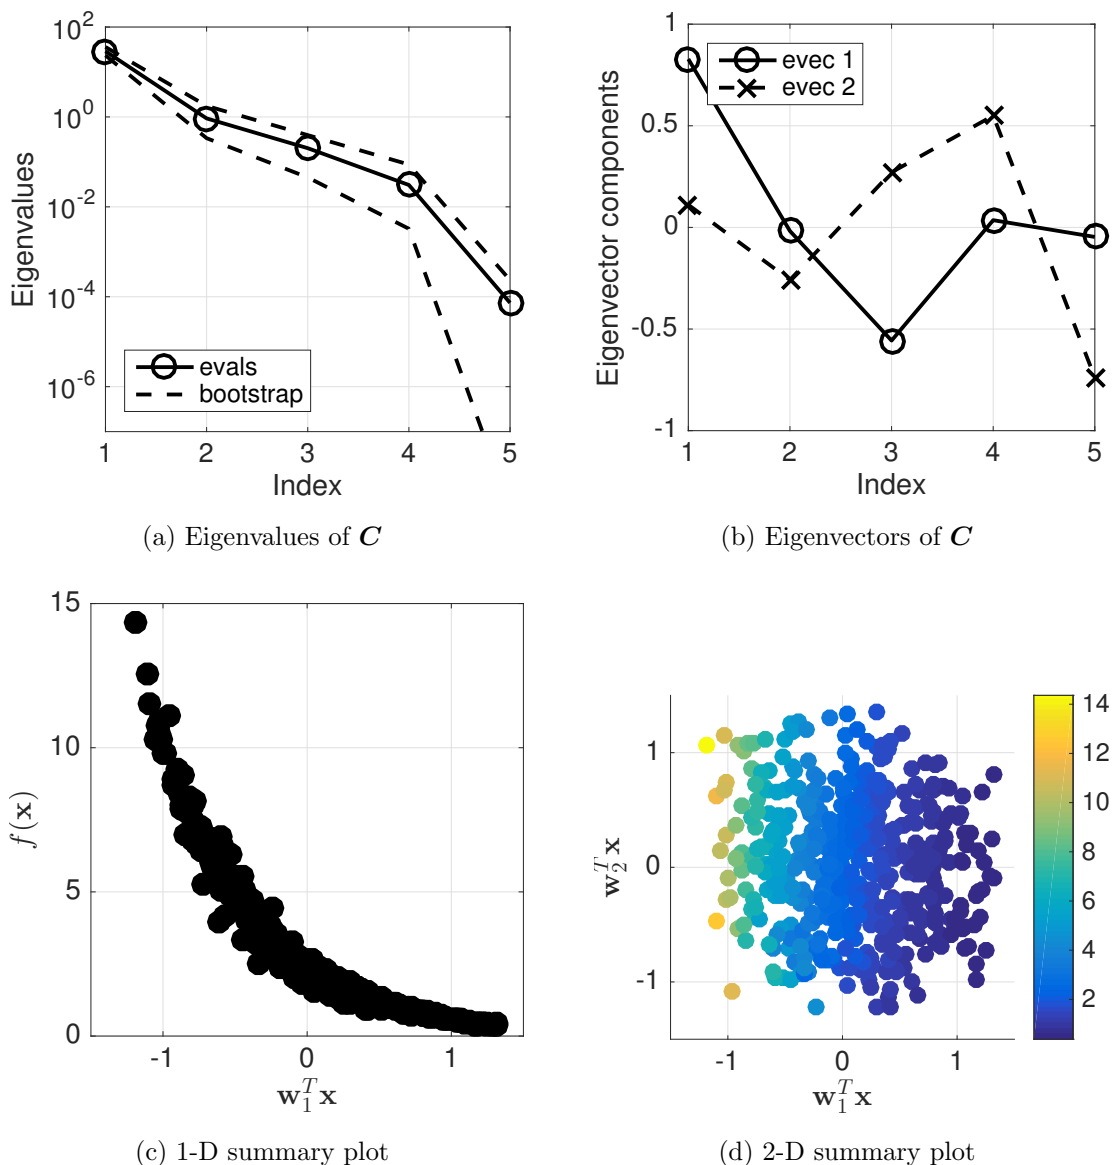 10^2
10^0
10^-2
10^-4
10^-6
Eigenvalues
evals
bootstrap
1 2 3 4 5
Index
(a) Eigenvalues of C
1
0.5
0
-0.5
-1
Eigenvector components
evec 1
evec 2
1 2 3 4 5
Index
(b) Eigenvectors of C
15
10
5
0
f(x)
-1 0 1
w_1^T x
(c) 1-D summary plot
1
0
-1
w_2^T x
-1 0 1
w_1^T x
14
12
10
8
6
4
2
(d) 2-D summary plot